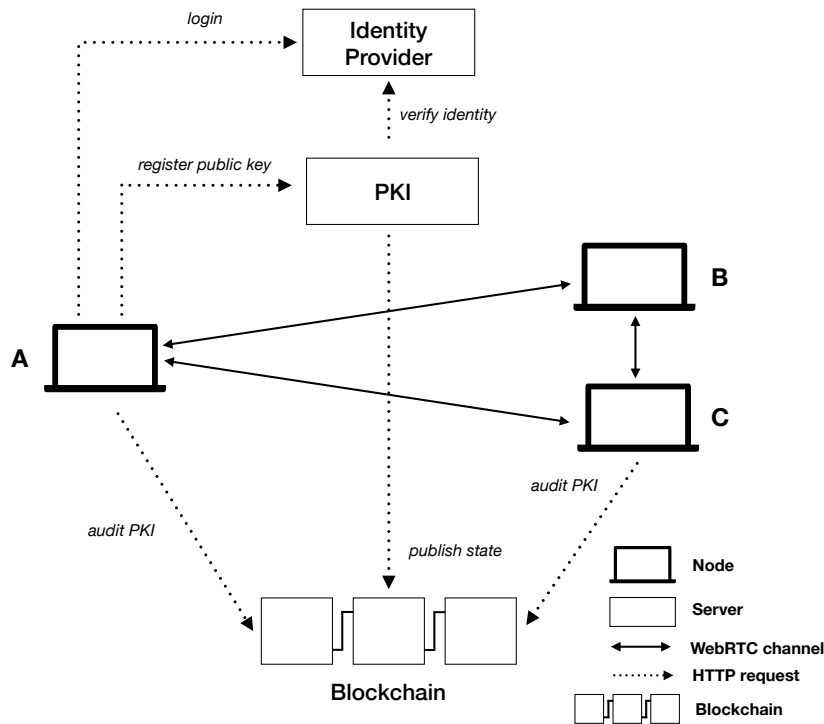 login
Identity
Provider
verify identity
register public key
PKI
B
A
C
audit PKI
audit PKI
publish state
Node
Server
WebRTC channel
HTTP request
Blockchain
Blockchain